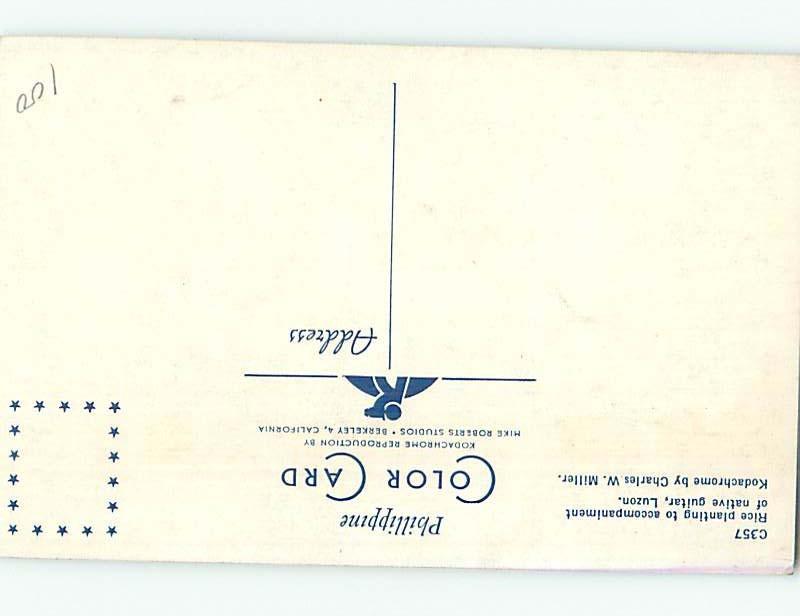 C357
Rice planting to accompaniment
of native guitar, Luzon.
Kodachrome by Charles W. Miller.
Phillippine
COLOR CARD
KODACHROME REPRODUCTION BY
MIKE ROBERTS STUDIOS • BERKELEY 4, CALIFORNIA
Address
100